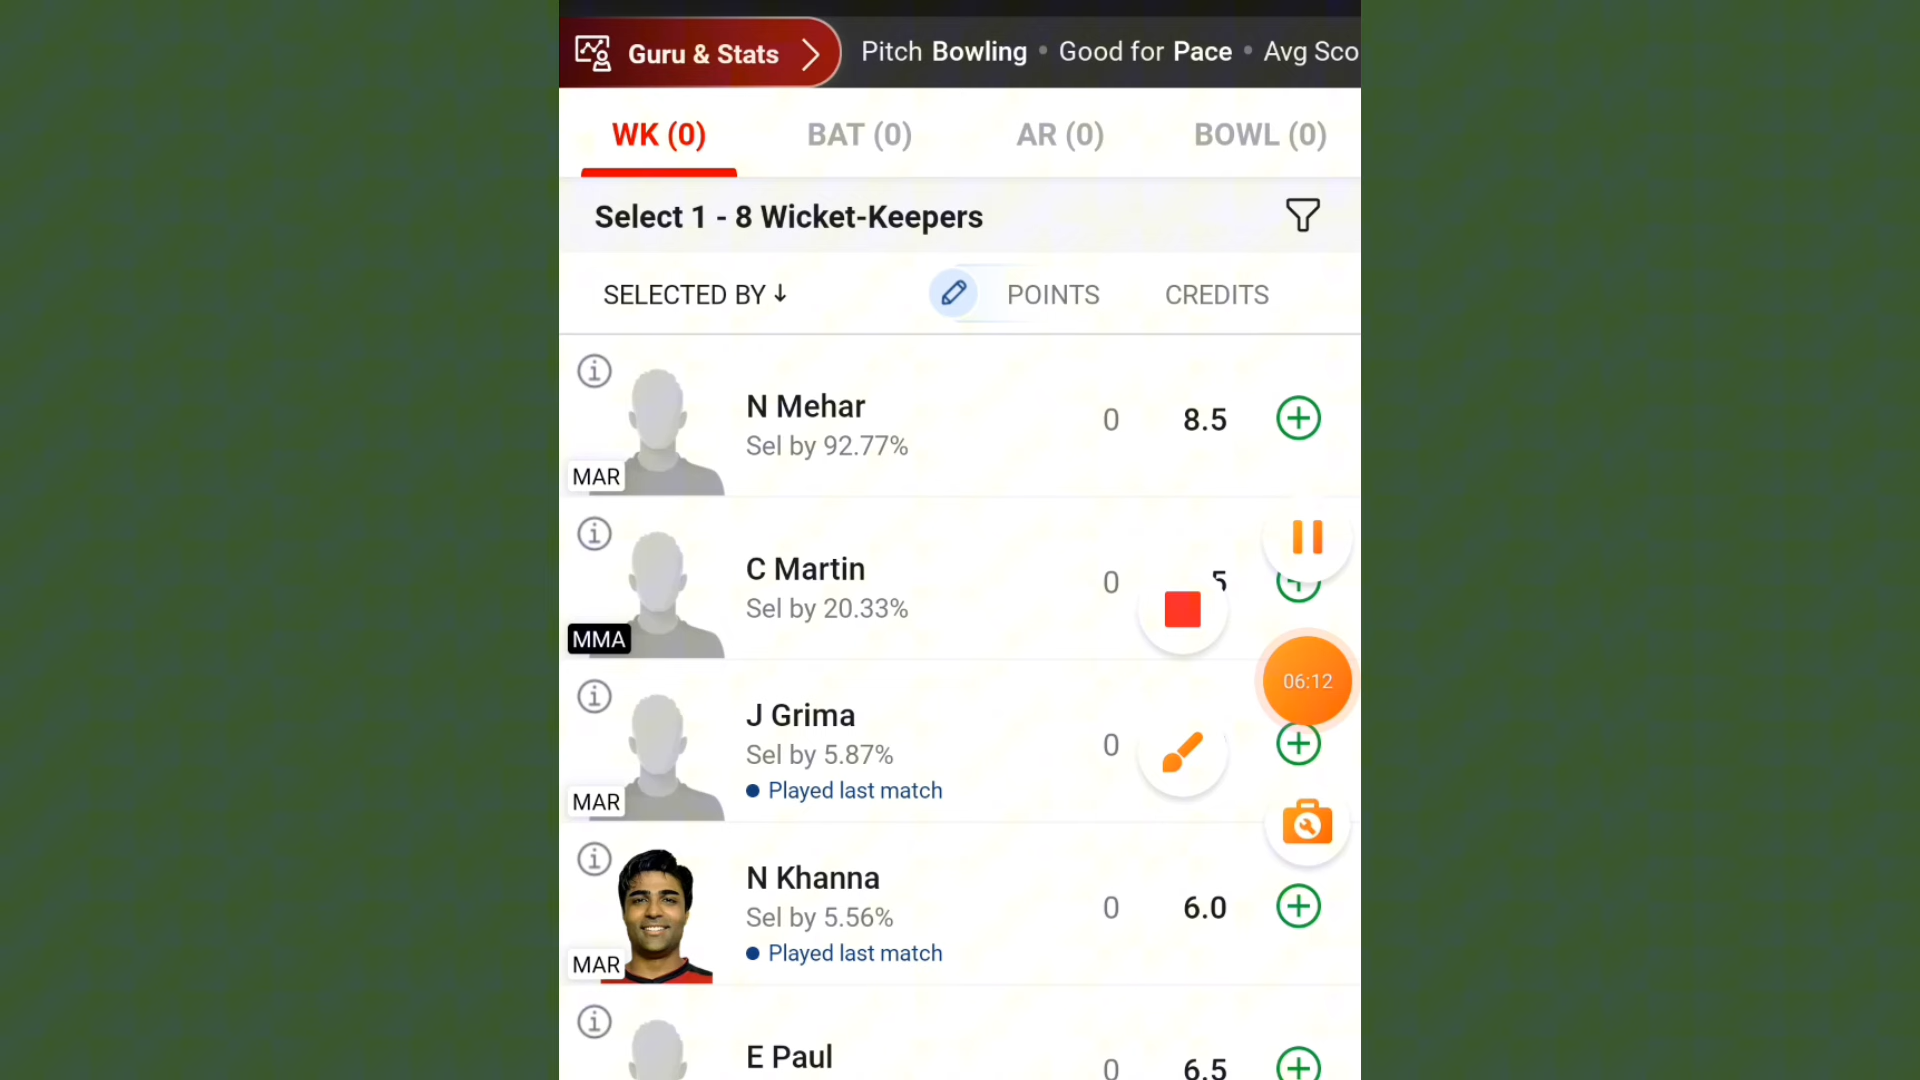 Guru & Stats
Pitch Bowling • Good for Pace • Avg Sco
WK (0) BAT (0) AR (0) BOWL (0)
Select 1 - 8 Wicket-Keepers
SELECTED BY ↓ POINTS CREDITS
N Mehar
Sel by 92.77%
0 8.5
MAR
C Martin
Sel by 20.33%
0 5
MMA
06:12
J Grima
Sel by 5.87%
0
Played last match
MAR
N Khanna
Sel by 5.56%
0 6.0
Played last match
MAR
E Paul
0 6.5